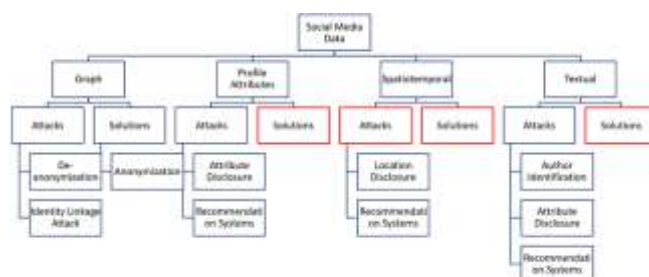 Social Media
Data
Graph
Profile
Attributes
Spatiotemporal
Textual
Attacks
Solutions
Attacks
Solutions
Attacks
Solutions
Attacks
Solutions
De-
anonymization
Anonymization
Attribute
Disclosure
Location
Disclosure
Author
Identification
Identity Linkage
Attack
Recommendati
on Systems
Recommendati
on Systems
Attribute
Disclosure
Recommendati
on Systems